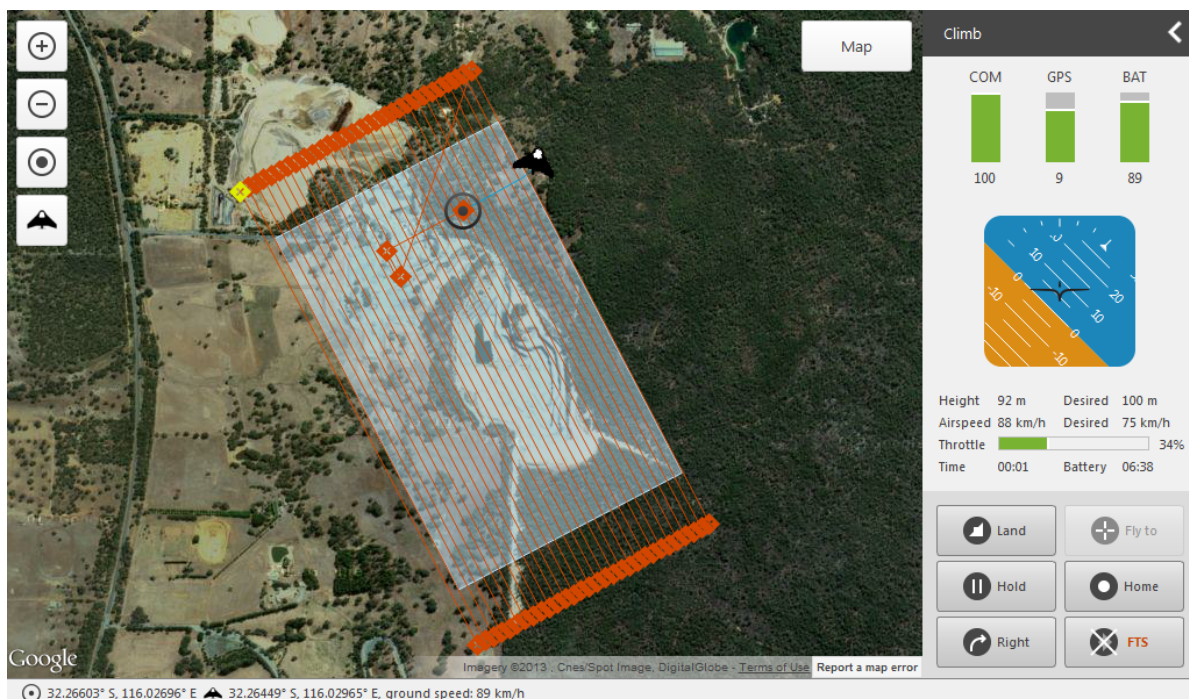 Map
Climb
COM GPS BAT
100 9 89
10
0
-10
20
10
0
-10
Height 92 m Desired 100 m
Airspeed 88 km/h Desired 75 km/h
Throttle 34%
Time 00:01 Battery 06:38
Land Fly to
Hold Home
Right FTS
Google
Imagery ©2013 , Cnes/Spot Image, DigitalGlobe - Terms of Use Report a map error
32.26603° S, 116.02696° E 32.26449° S, 116.02965° E, ground speed: 89 km/h